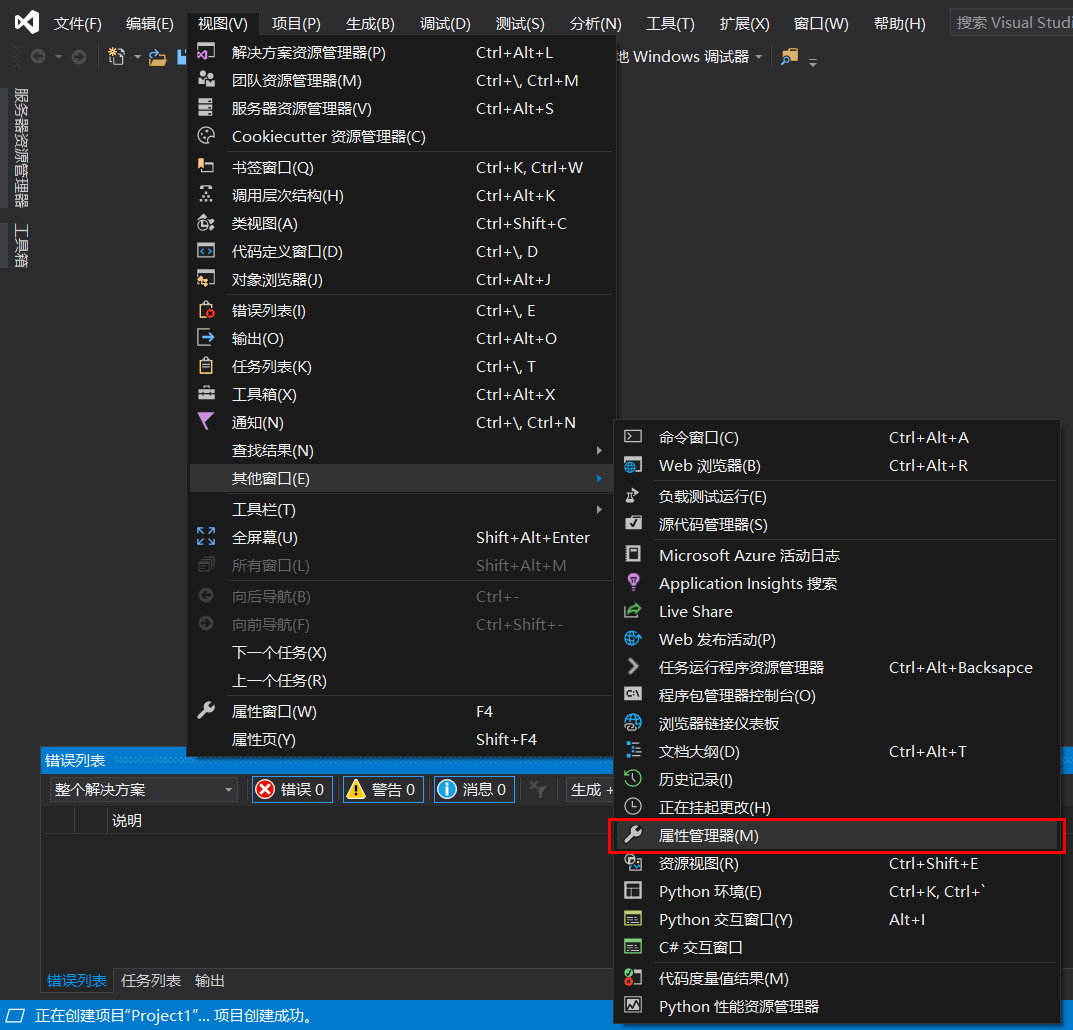 文件(F) 编辑(E) 视图(V) 项目(P) 生成(B) 调试(D) 测试(S) 分析(N) 工具(T) 扩展(X) 窗口(W) 帮助(H) 搜索 Visual Studi
地 Windows 调试器
服务器资源管理器
工具箱
解决方案资源管理器(P) Ctrl+Alt+L
团队资源管理器(M) Ctrl+\, Ctrl+M
服务器资源管理器(V) Ctrl+Alt+S
Cookiecutter 资源管理器(C)
书签窗口(Q) Ctrl+K, Ctrl+W
调用层次结构(H) Ctrl+Alt+K
类视图(A) Ctrl+Shift+C
代码定义窗口(D) Ctrl+\, D
对象浏览器(J) Ctrl+Alt+J
错误列表(I) Ctrl+\, E
输出(O) Ctrl+Alt+O
任务列表(K) Ctrl+\, T
工具箱(X) Ctrl+Alt+X
通知(N) Ctrl+\, Ctrl+N
查找结果(N)
其他窗口(E)
工具栏(T)
全屏幕(U) Shift+Alt+Enter
所有窗口(L) Shift+Alt+M
向后导航(B) Ctrl+-
向前导航(F) Ctrl+Shift+-
下一个任务(X)
上一个任务(R)
属性窗口(W) F4
属性页(Y) Shift+F4
命令窗口(C) Ctrl+Alt+A
Web 浏览器(B) Ctrl+Alt+R
负载测试运行(E)
源代码管理器(S)
Microsoft Azure 活动日志
Application Insights 搜索
Live Share
Web 发布活动(P)
任务运行程序资源管理器 Ctrl+Alt+Backsapce
程序包管理器控制台(O)
浏览器链接仪表板
文档大纲(D) Ctrl+Alt+T
历史记录(I)
正在挂起更改(H)
属性管理器(M)
资源视图(R) Ctrl+Shift+E
Python 环境(E) Ctrl+K, Ctrl+`
Python 交互窗口(Y) Alt+I
C# 交互窗口
代码度量值结果(M)
Python 性能资源管理器
错误列表
整个解决方案 错误 0 警告 0 消息 0 生成 +
说明
错误列表 任务列表 输出
正在创建项目“Project1”... 项目创建成功。